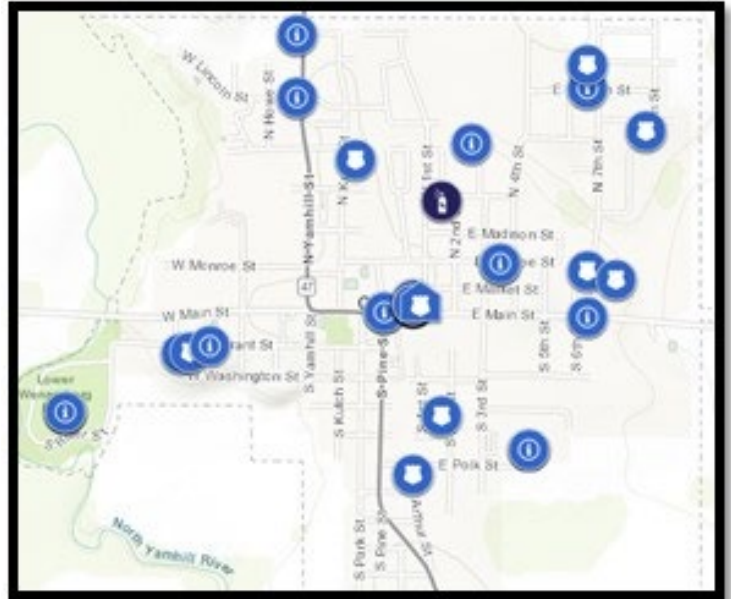 W Lincoln St
N Howe St
N 7th St
N 4th St
1st St
N Yamhill St
N 2nd
E Madison St
W Monroe St
47
E Market St
W Main St
E Main St
S 5th St
W Washington St
S Yamhill St
S Kutch St
S Pine S
S 3rd St
Lower
S River St
E Polk St
North Yamhill River
S Park St
S Pine St
Arthur St